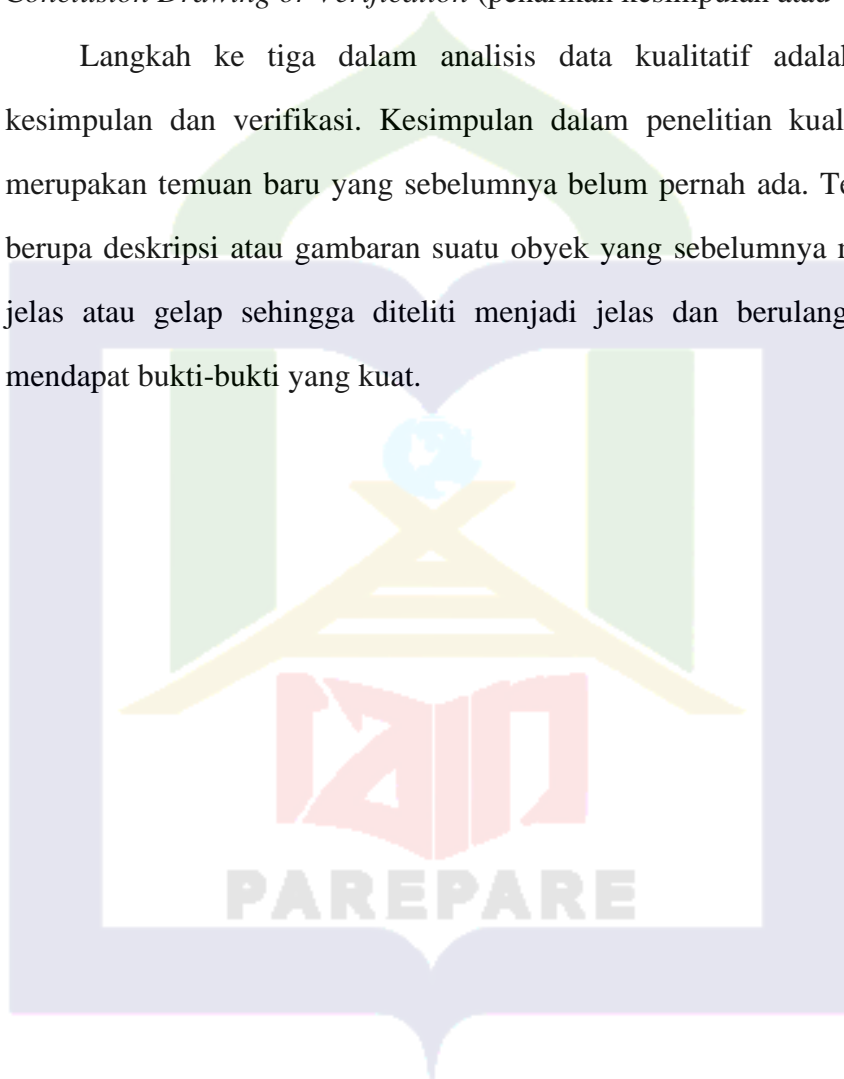 Conclusion Drawing or Verification (penarikan kesimpulan atau
Langkah ke tiga dalam analisis data kualitatif adalah
kesimpulan dan verifikasi. Kesimpulan dalam penelitian
merupakan temuan baru yang sebelumnya belum pernah ada.
berupa deskripsi atau gambaran suatu obyek yang sebelumnya
jelas atau gelap sehingga diteliti menjadi jelas dan berulang
mendapat bukti-bukti yang kuat.
iain
PAREPARE